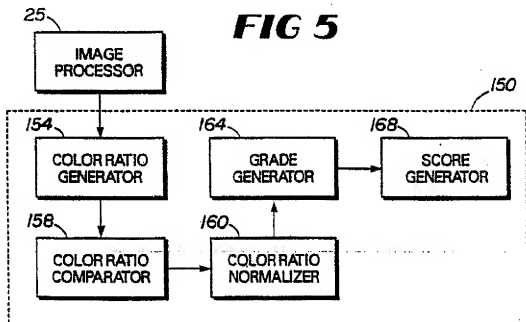 25
FIG 5
IMAGE
PROCESSOR
150
154
COLOR RATIO
GENERATOR
164
GRADE
GENERATOR
168
SCORE
GENERATOR
158
COLOR RATIO
COMPARATOR
160
COLOR RATIO
NORMALIZER